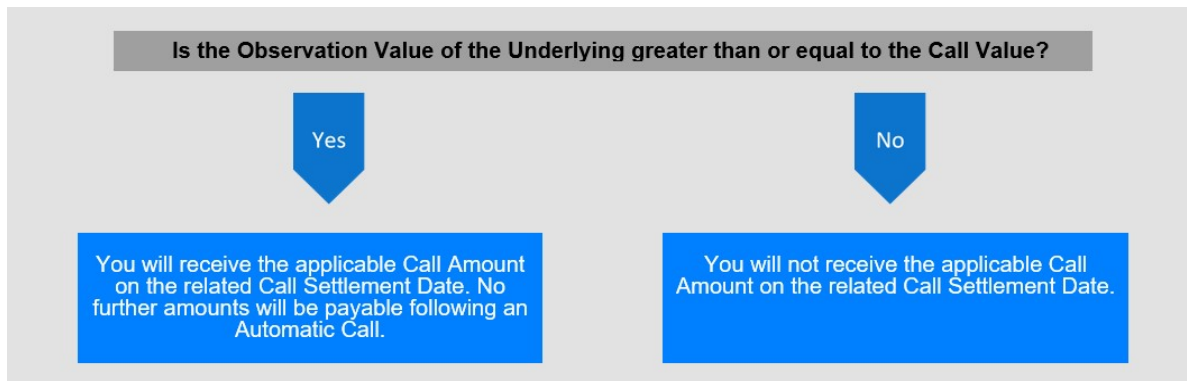 Is the Observation Value of the Underlying greater than or equal to the Call Value?
Yes
No
You will receive the applicable Call Amount
on the related Call Settlement Date. No
further amounts will be payable following an
Automatic Call.
You will not receive the applicable Call
Amount on the related Call Settlement Date.